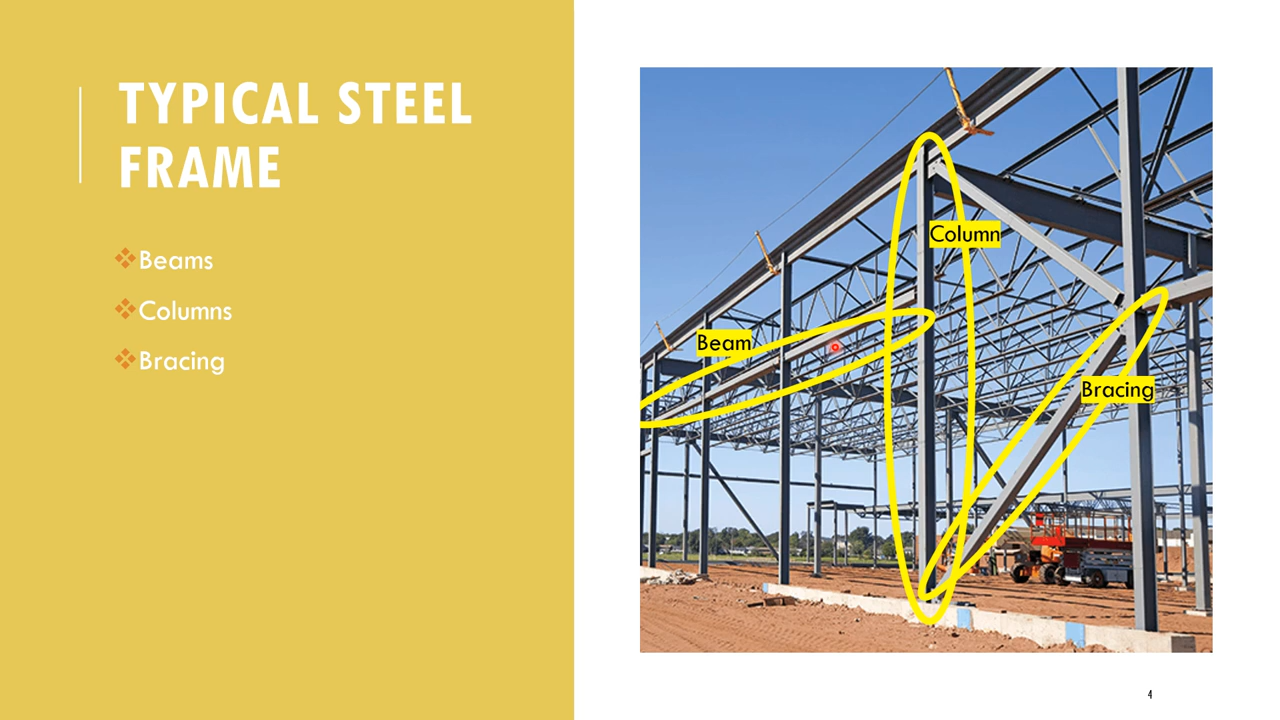 TYPICAL STEEL
FRAME
Beams
Columns
Bracing
Column
Beam
Bracing
4